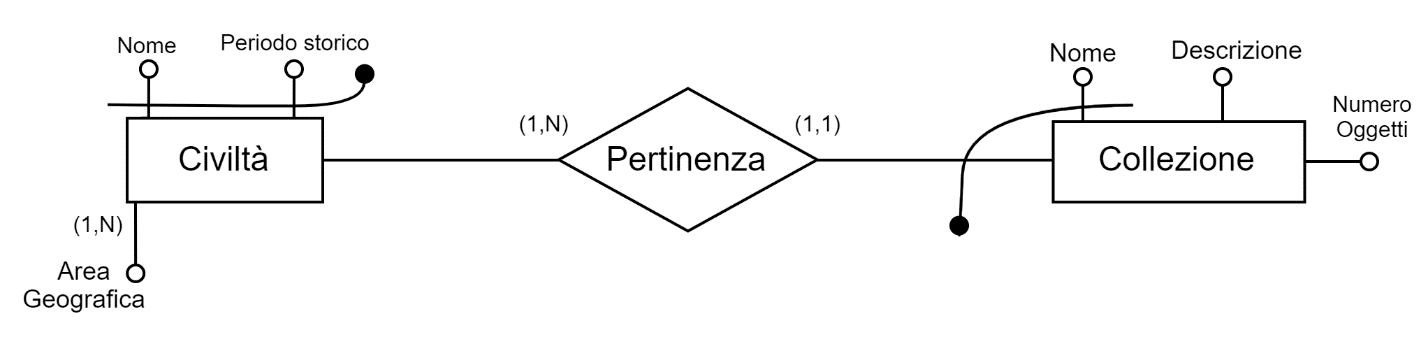 Nome
Periodo storico
Nome
Descrizione
Numero
Oggetti
(1,N)
(1,1)
Civiltà
Pertinenza
Collezione
(1,N)
Area
Geografica